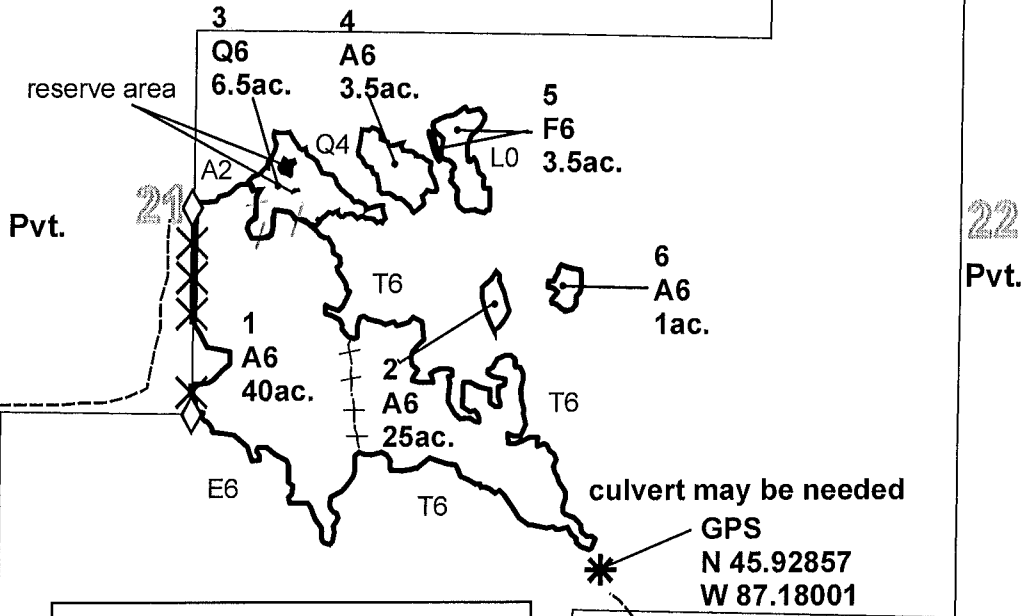 3
Q6
6.5ac.
4
A6
3.5ac.
reserve area
5
F6
3.5ac.
Q4
L0
A2
21
Pvt.
22
Pvt.
6
A6
1ac.
T6
1
A6
40ac.
2
A6
25ac.
T6
E6
T6
culvert may be needed
GPS
N 45.92857
W 87.18001